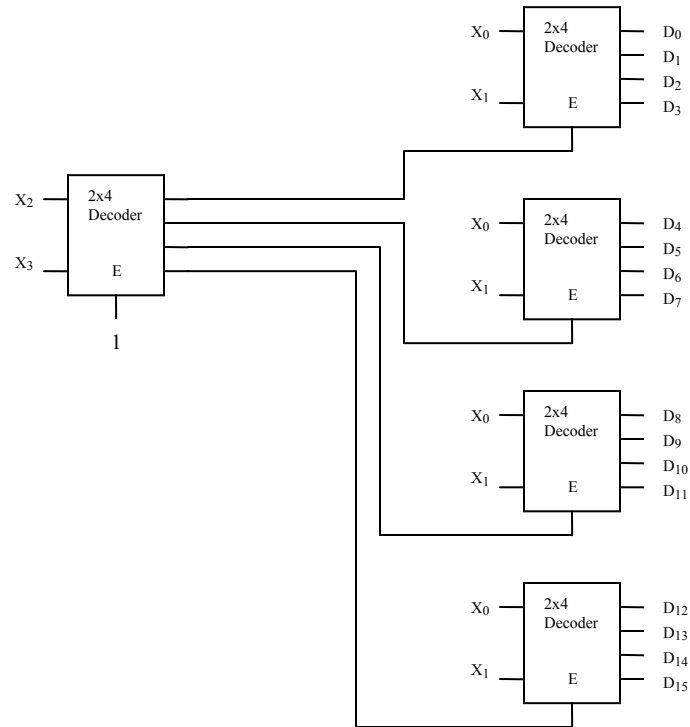 X₀ 2x4 D₀
Decoder D₁
D₂
X₁ E D₃
X₂ 2x4
Decoder
X₃ E
1
X₀ 2x4 D₄
Decoder D₅
D₆
X₁ E D₇
X₀ 2x4 D₈
Decoder D₉
D₁₀
X₁ E D₁₁
X₀ 2x4 D₁₂
Decoder D₁₃
D₁₄
X₁ E D₁₅